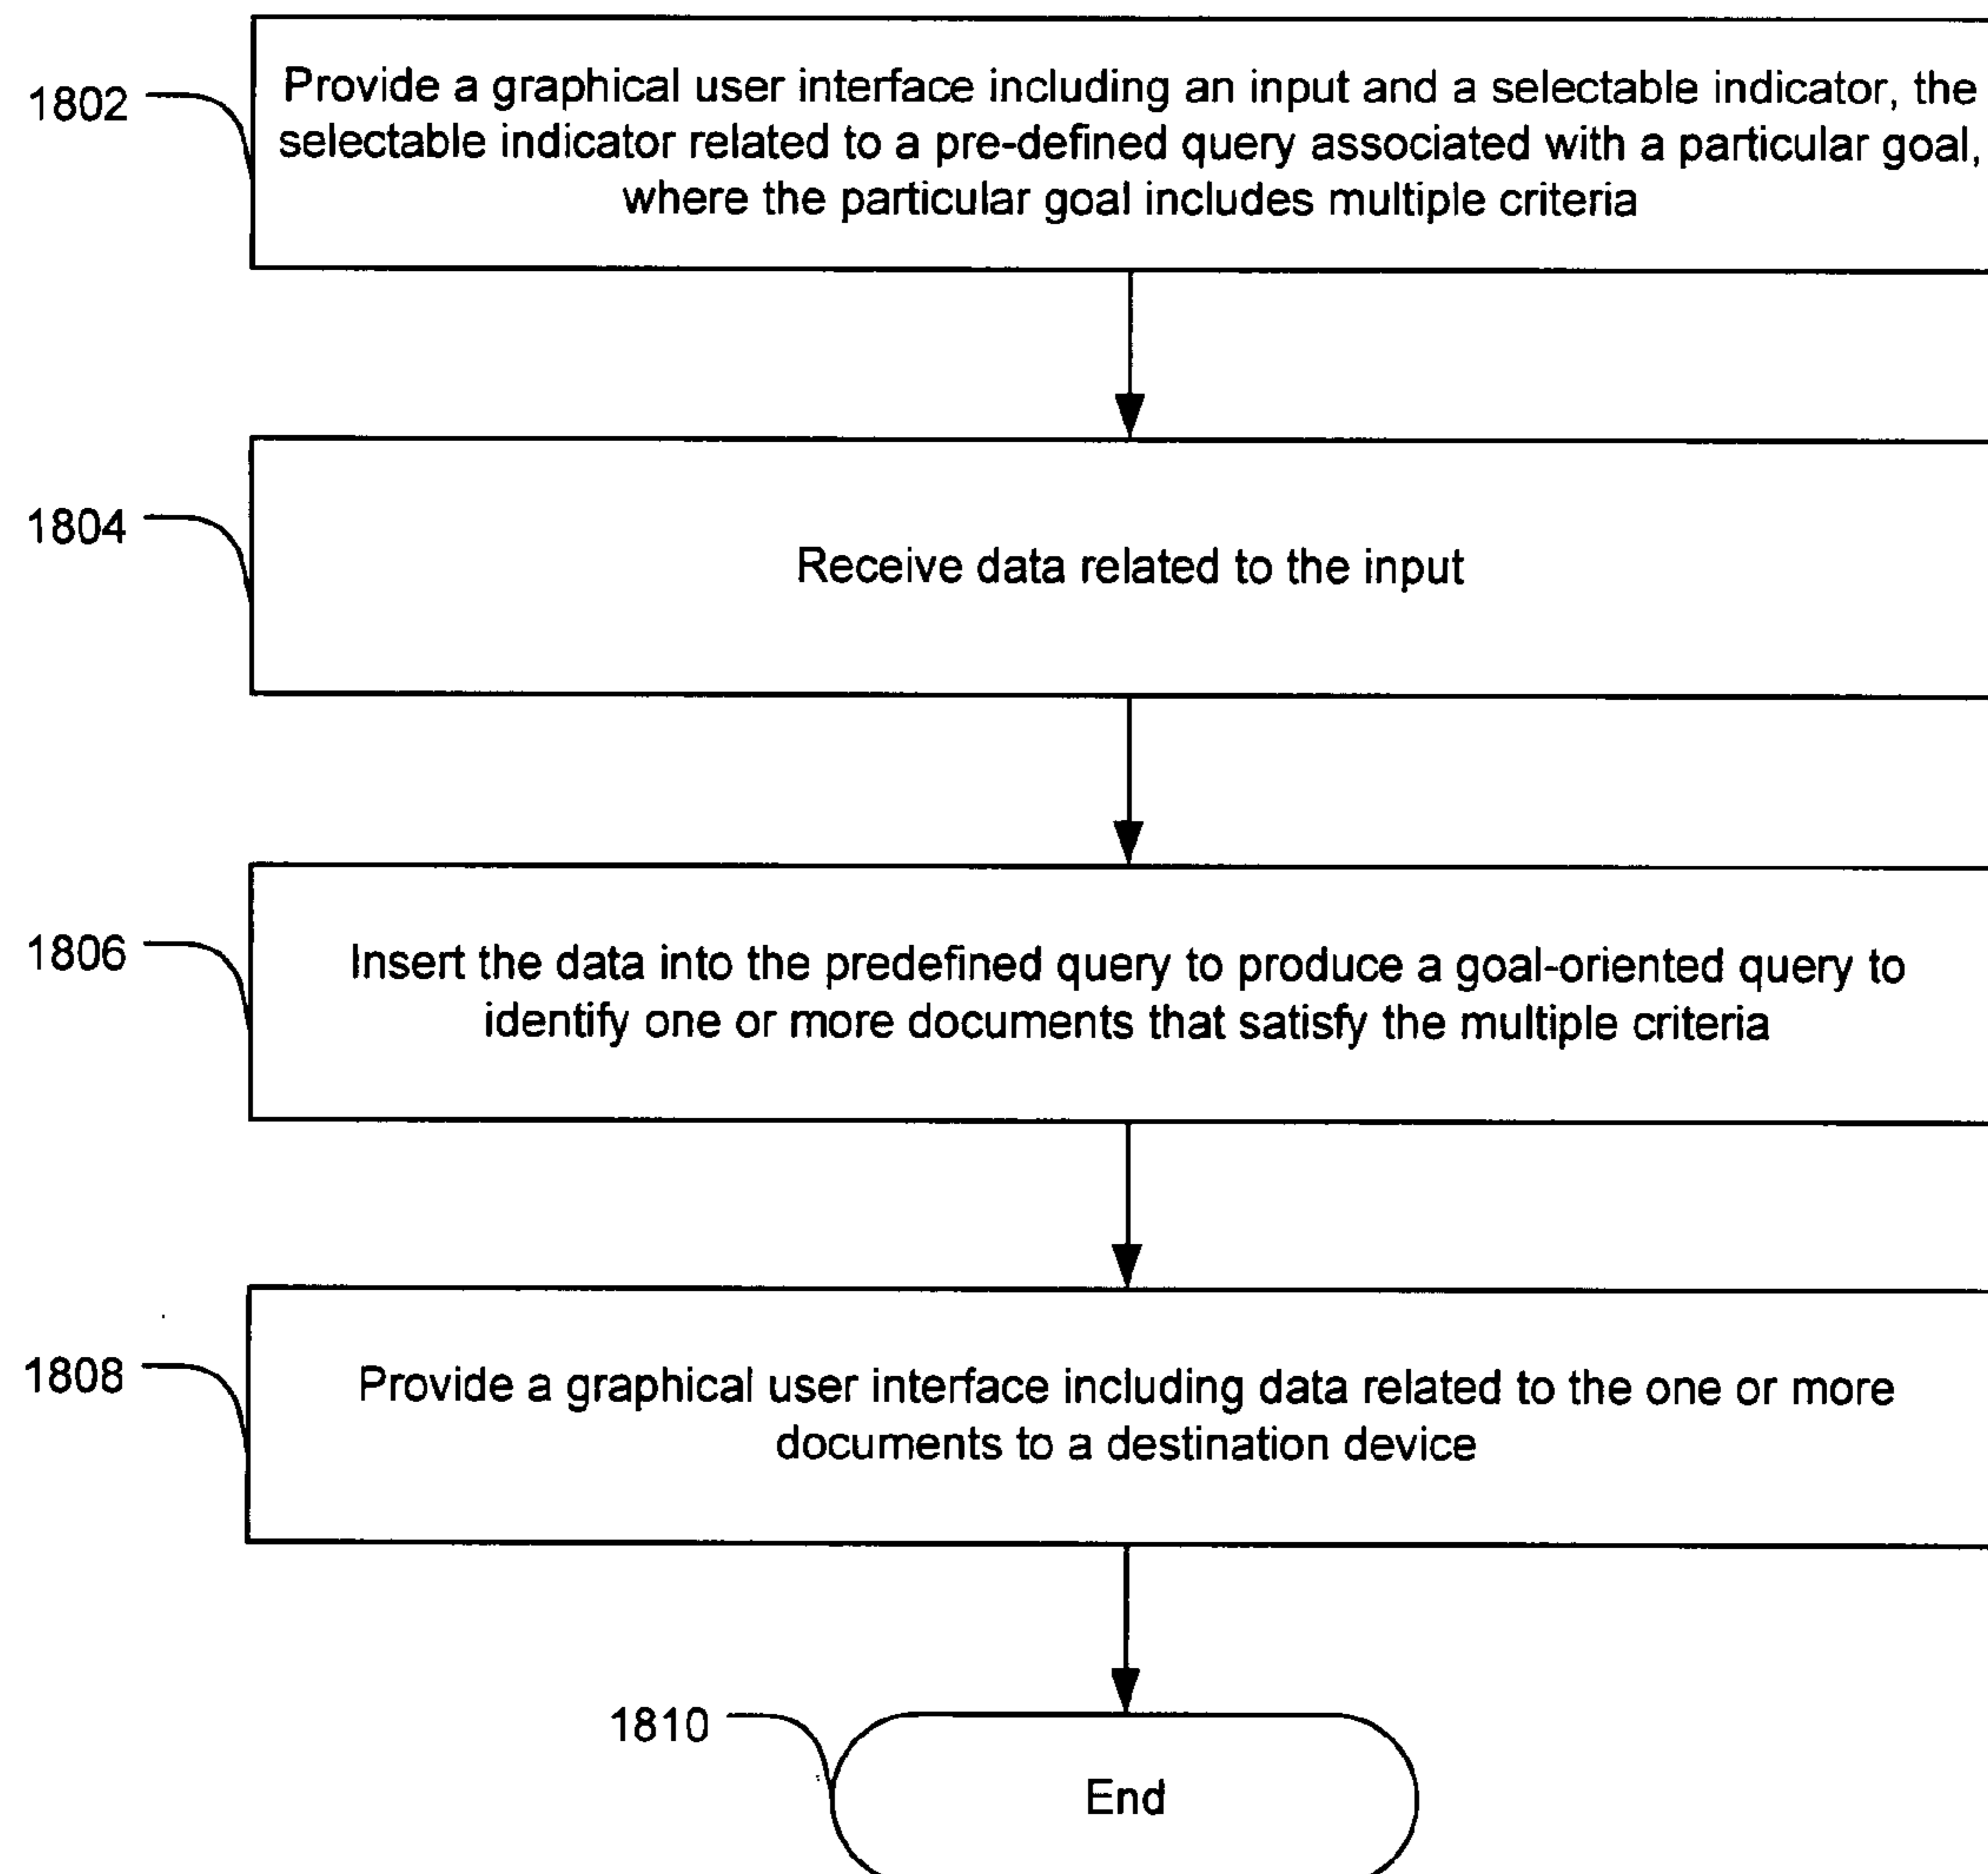 1802
Provide a graphical user interface including an input and a selectable indicator, the
selectable indicator related to a pre-defined query associated with a particular goal,
where the particular goal includes multiple criteria
1804
Receive data related to the input
1806
Insert the data into the predefined query to produce a goal-oriented query to
identify one or more documents that satisfy the multiple criteria
1808
Provide a graphical user interface including data related to the one or more
documents to a destination device
1810
End